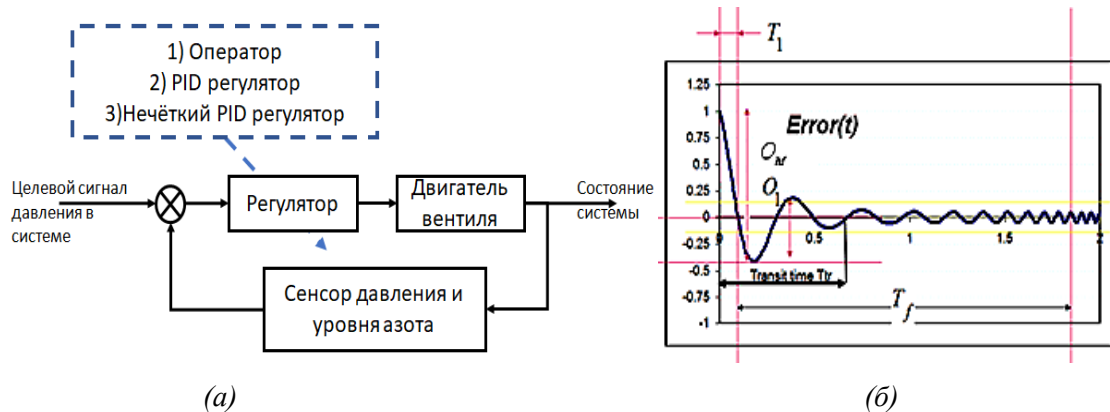 1) Оператор
2) PID регулятор
3)Нечёткий PID регулятор
Целевой сигнал
давления в
системе
Регулятор
Двигатель
вентиля
Состояние
системы
Сенсор давления и
уровня азота
(а)
T1
1.25
1
0.75
0.5
0.25
0
-0.25
-0.5
-0.75
-1
Error(t)
O1
0
0.5
1
1.5
2
Transit time Ttr
Tf
(б)